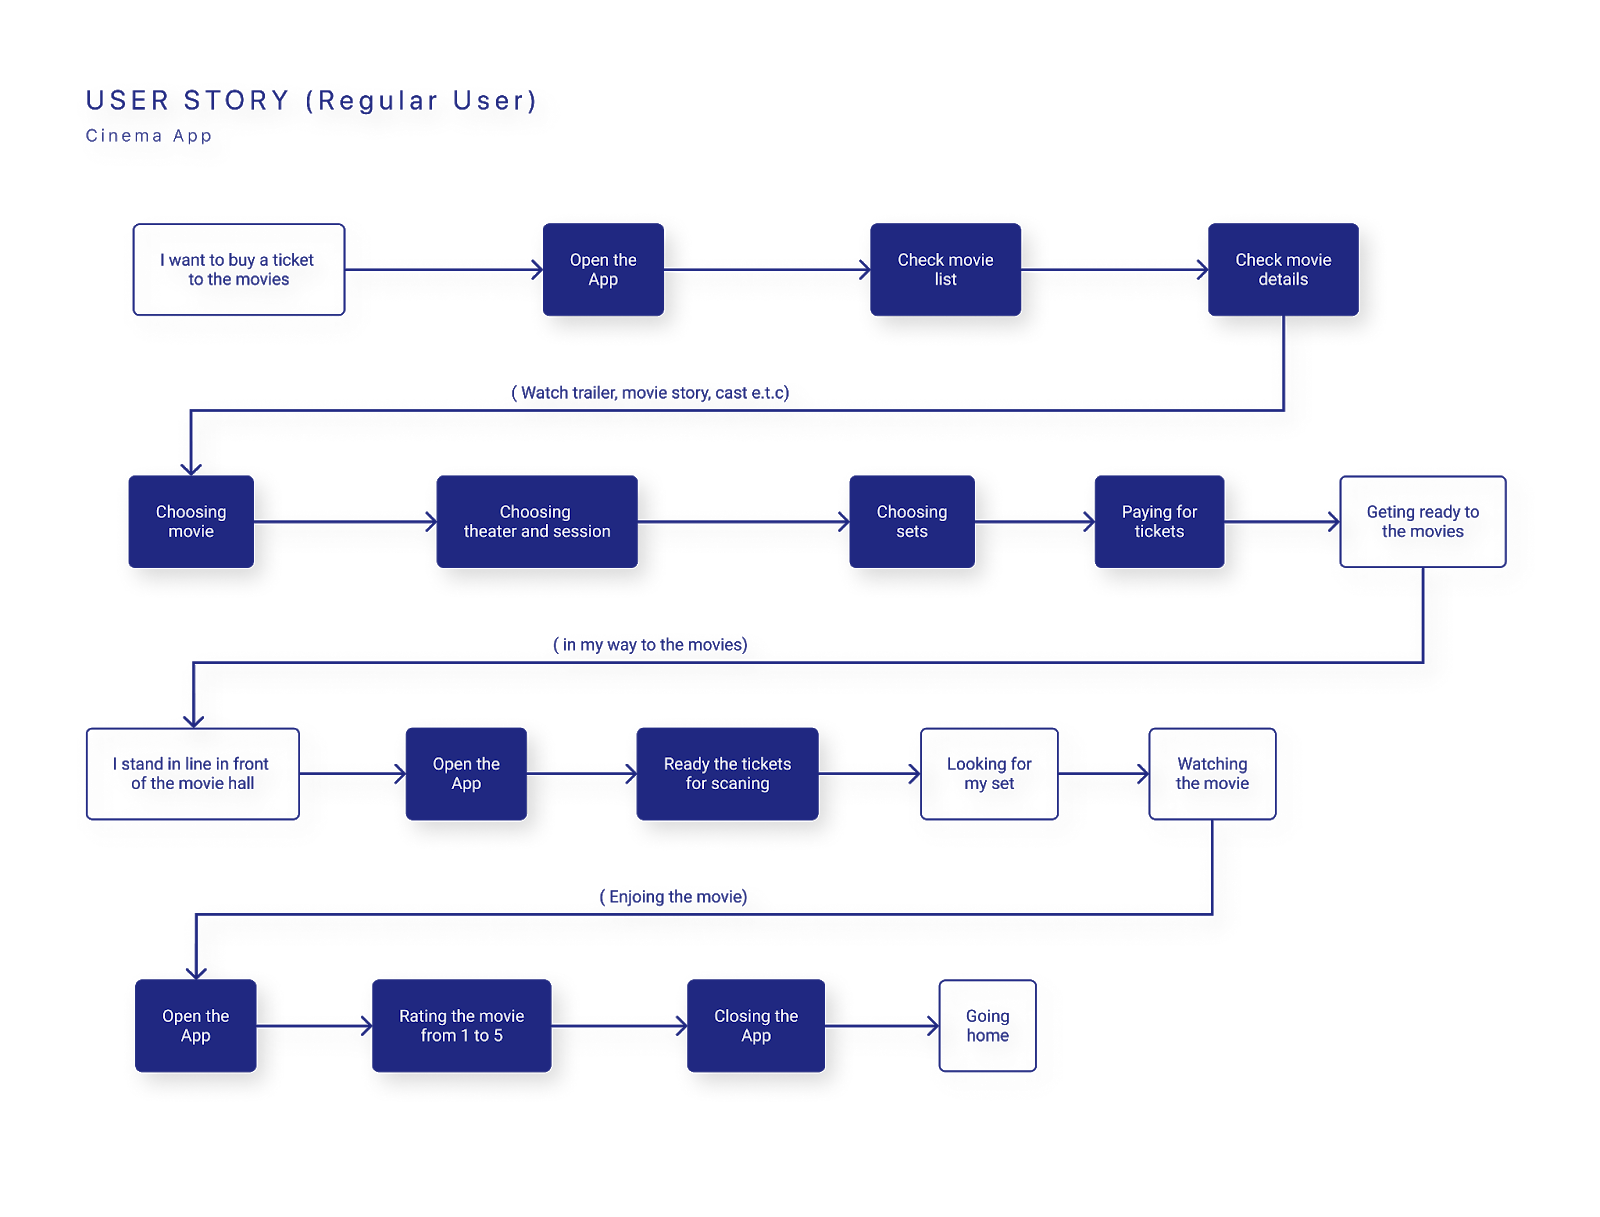 USER STORY (Regular User)
Cinema App
I want to buy a ticket
to the movies
Open the
App
Check movie
list
Check movie
details
( Watch trailer, movie story, cast e.t.c)
Choosing
movie
Choosing
theater and session
Choosing
sets
Paying for
tickets
Geting ready to
the movies
( in my way to the movies)
I stand in line in front
of the movie hall
Open the
App
Ready the tickets
for scaning
Looking for
my set
Watching
the movie
( Enjoing the movie)
Open the
App
Rating the movie
from 1 to 5
Closing the
App
Going
home